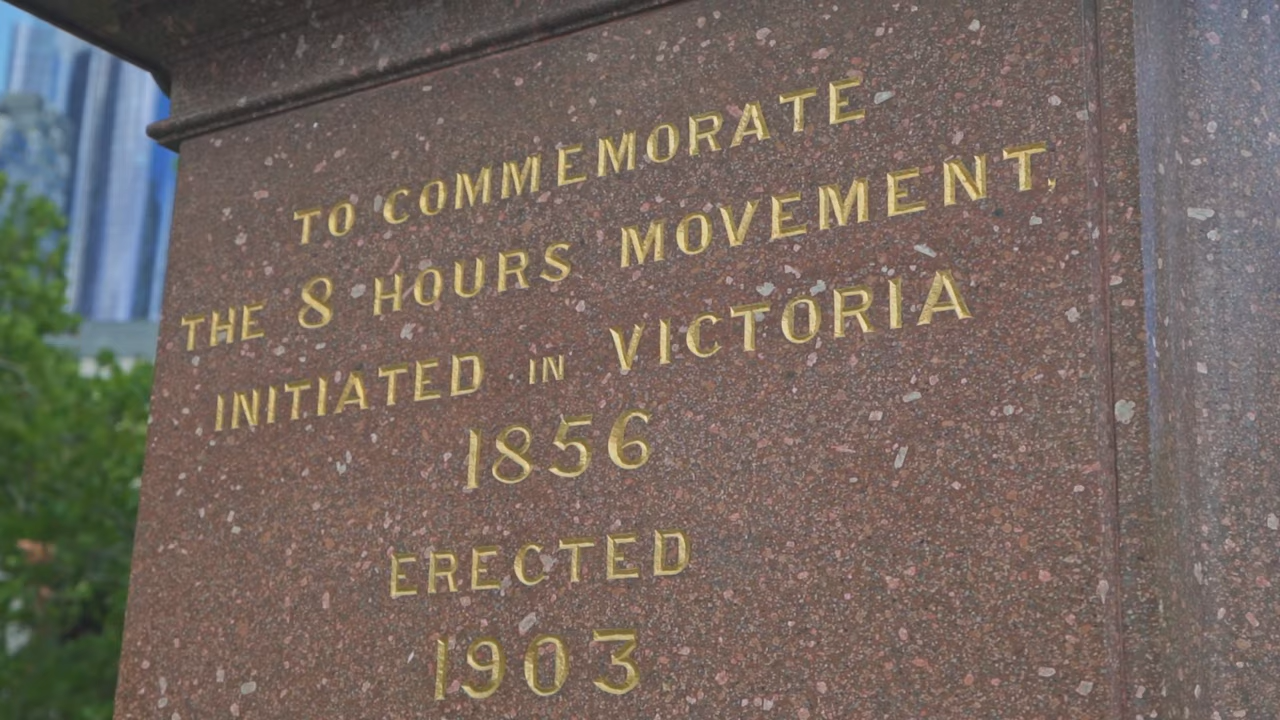 TO COMMEMORATE
THE 8 HOURS MOVEMENT,
INITIATED IN VICTORIA
1856
ERECTED
1903